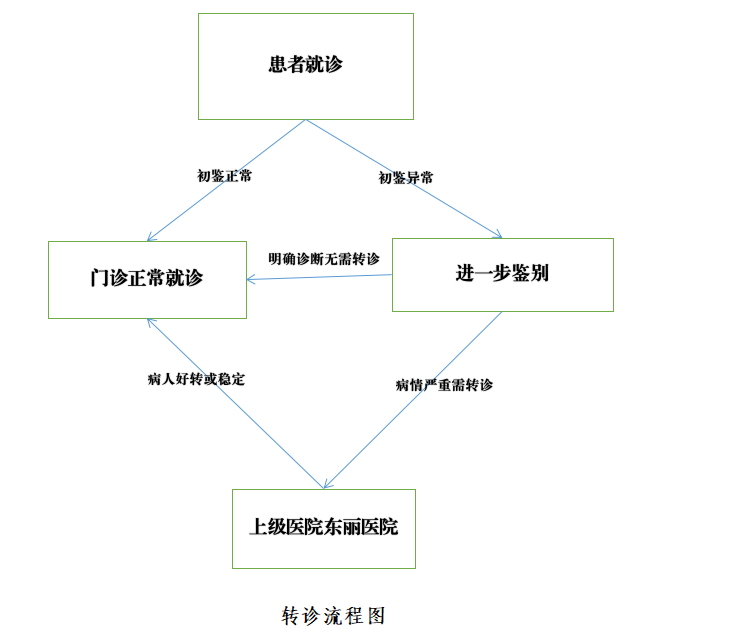 患者就诊
初鉴正常
初鉴异常
明确诊断无需转诊
门诊正常就诊
进一步鉴别
病人好转或稳定
病情严重需转诊
上级医院东丽医院
转诊流程图